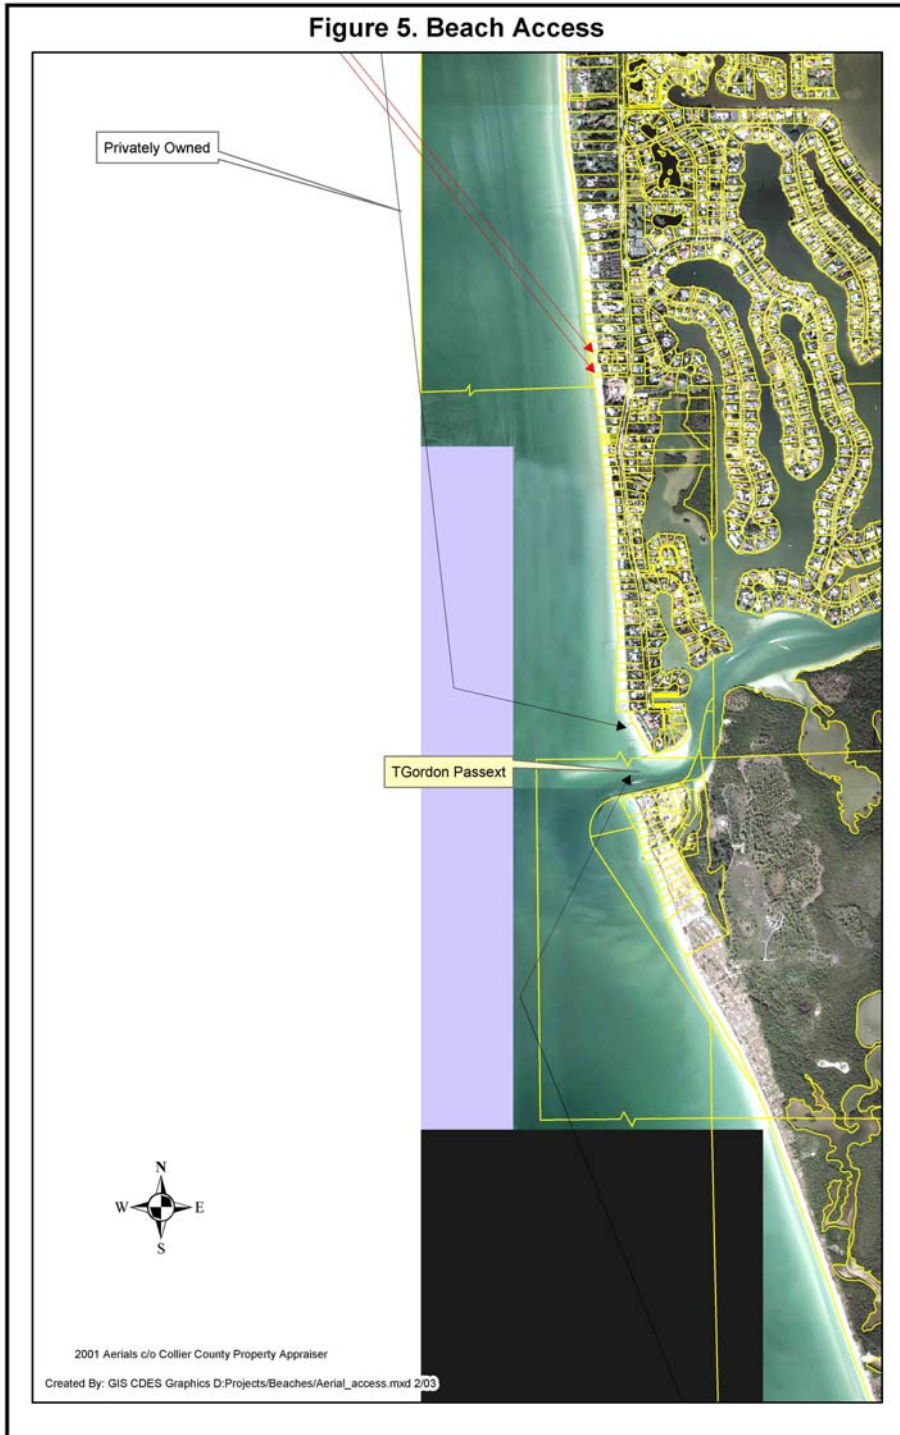 Figure 5. Beach Access
Privately Owned
TGordon Passext
N
W E
S
2001 Aerials c/o Collier County Property Appraiser
Created By: GIS CDES Graphics D:Projects/Beaches/Aerial_access.mxd 2/03